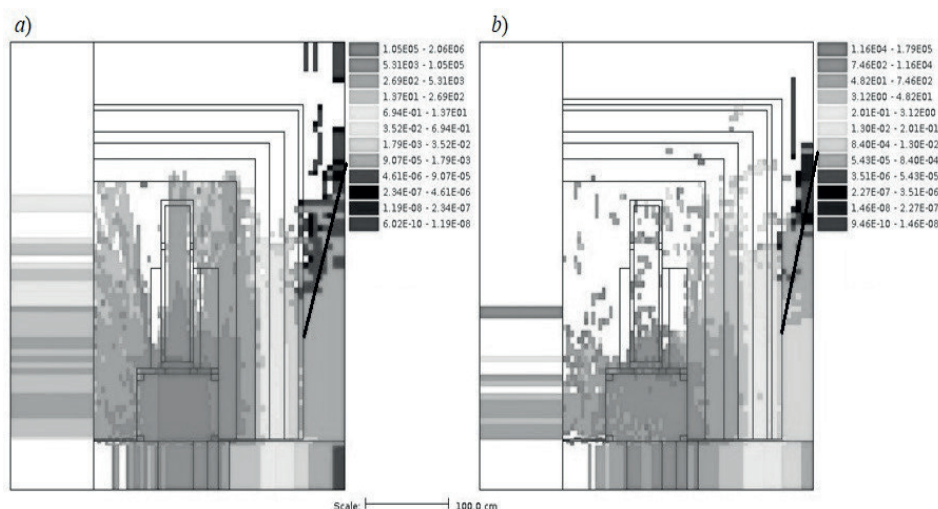 a)
1.05E05 - 2.06E06
5.31E03 - 1.05E05
2.69E02 - 5.31E03
1.37E01 - 2.69E02
6.94E-01 - 1.37E01
3.52E-02 - 6.94E-01
1.79E-03 - 3.52E-02
9.07E-05 - 1.79E-03
4.61E-06 - 9.07E-05
2.34E-07 - 4.61E-06
1.19E-08 - 2.34E-07
6.02E-10 - 1.19E-08
b)
1.16E04 - 1.79E05
7.46E02 - 1.16E04
4.82E01 - 7.46E02
3.12E00 - 4.82E01
2.01E-01 - 3.12E00
1.30E-02 - 2.01E-01
8.40E-04 - 1.30E-02
5.43E-05 - 8.40E-04
3.51E-06 - 5.43E-05
2.27E-07 - 3.51E-06
1.46E-08 - 2.27E-07
9.46E-10 - 1.46E-08
Scale: 100.0 cm